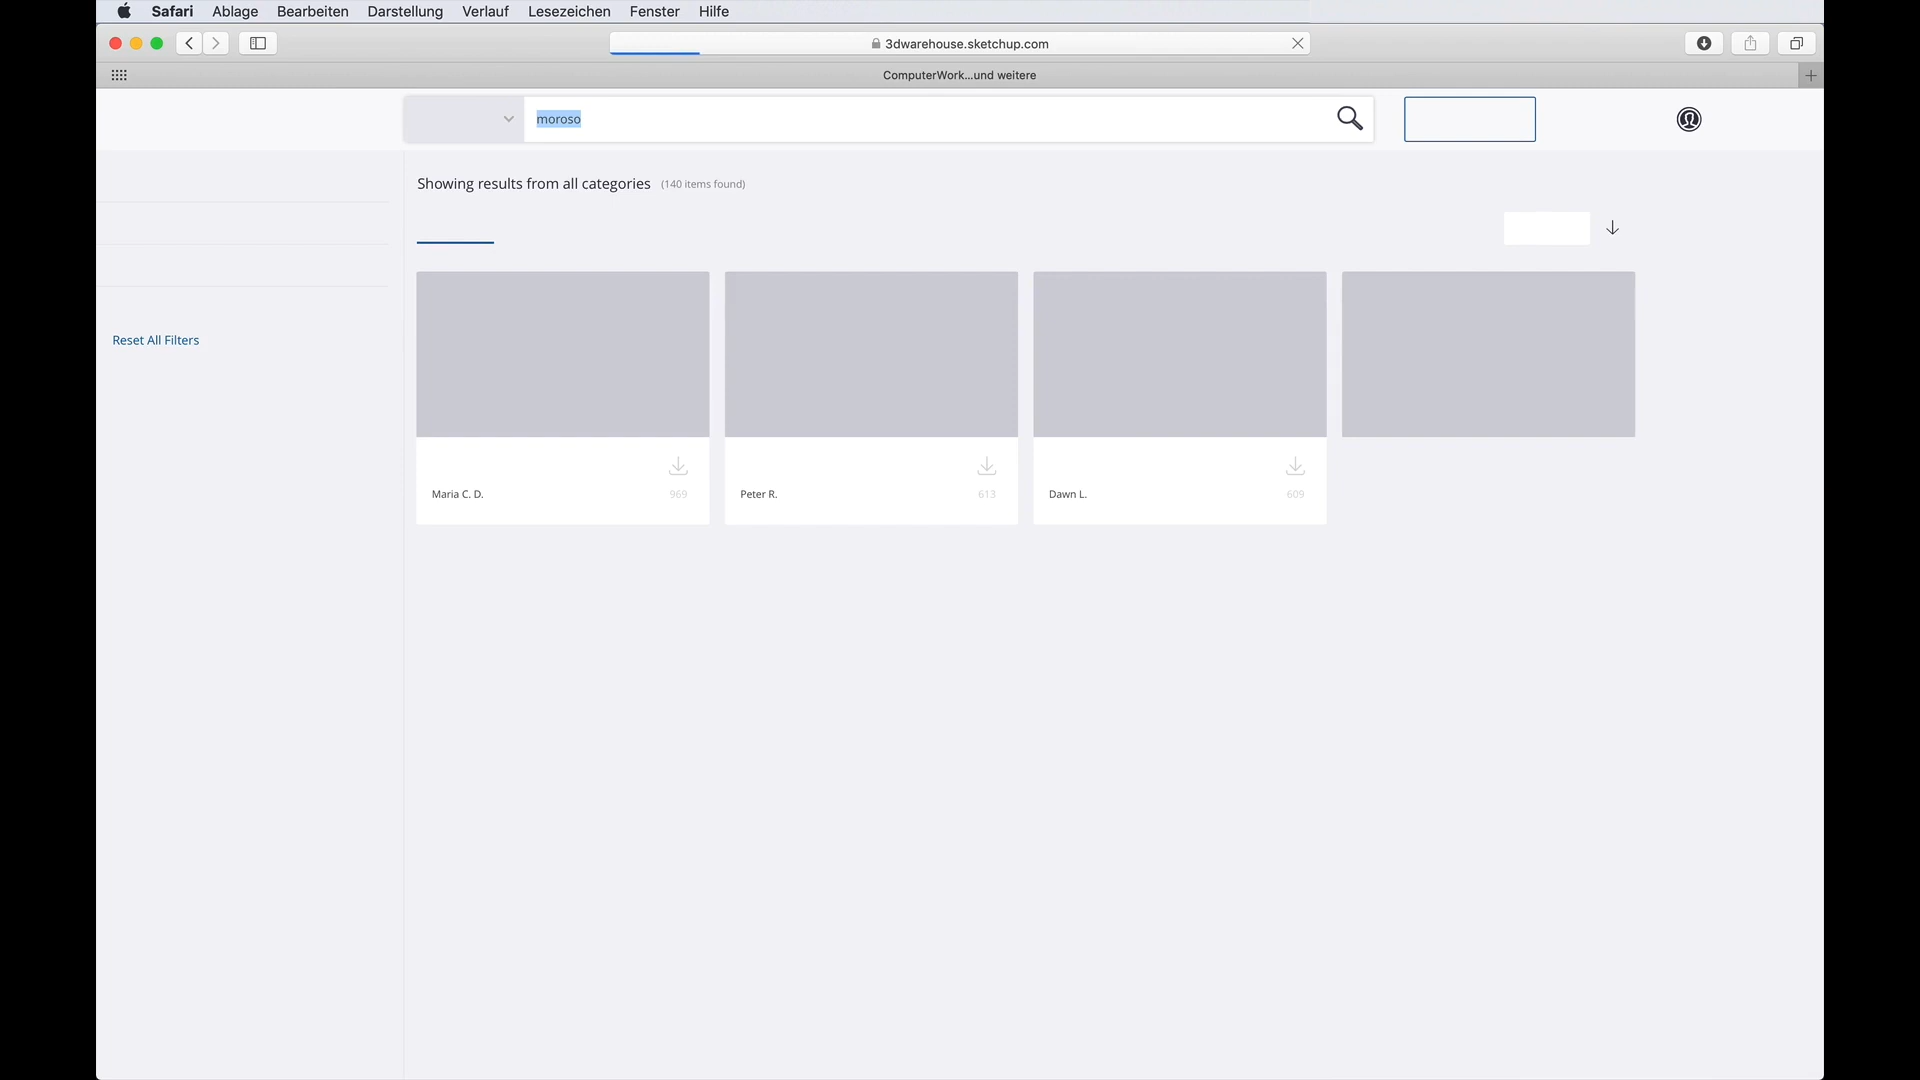 Safari Ablage Bearbeiten Darstellung Verlauf Lesezeichen Fenster Hilfe
3dwarehouse.sketchup.com
ComputerWork...und weitere
moroso
Showing results from all categories (140 items found)
Reset All Filters
Maria C. D. 969
Peter R. 613
Dawn L. 609